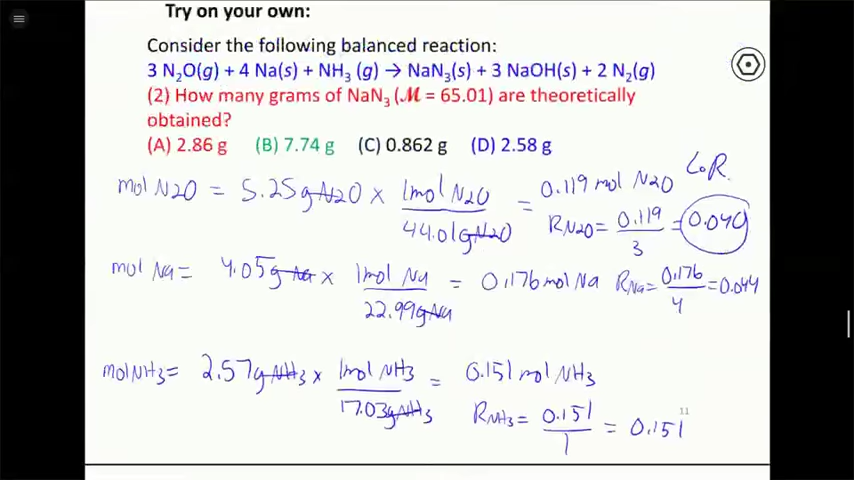 Try on your own:
Consider the following balanced reaction:
3 N₂O(g) + 4 Na(s) + NH₃ (g) → NaN₃(s) + 3 NaOH(s) + 2 N₂(g)
(2) How many grams of NaN₃ (ℳ = 65.01) are theoretically
obtained?
(A) 2.86 g (B) 7.74 g (C) 0.862 g (D) 2.58 g
L.R.
mol N2O = 5.25g N2O × 1mol N2O / 44.01g N2O = 0.119 mol N2O
RN2O = 0.119 / 3 = 0.040
mol Na = 4.05g Na × 1mol Na / 22.99g Na = 0.176 mol Na RNa = 0.176 / 4 = 0.044
mol NH3 = 2.57g NH3 × 1mol NH3 / 17.03g NH3 = 0.151 mol NH3
RNH3 = 0.151 / 1 = 0.151
11